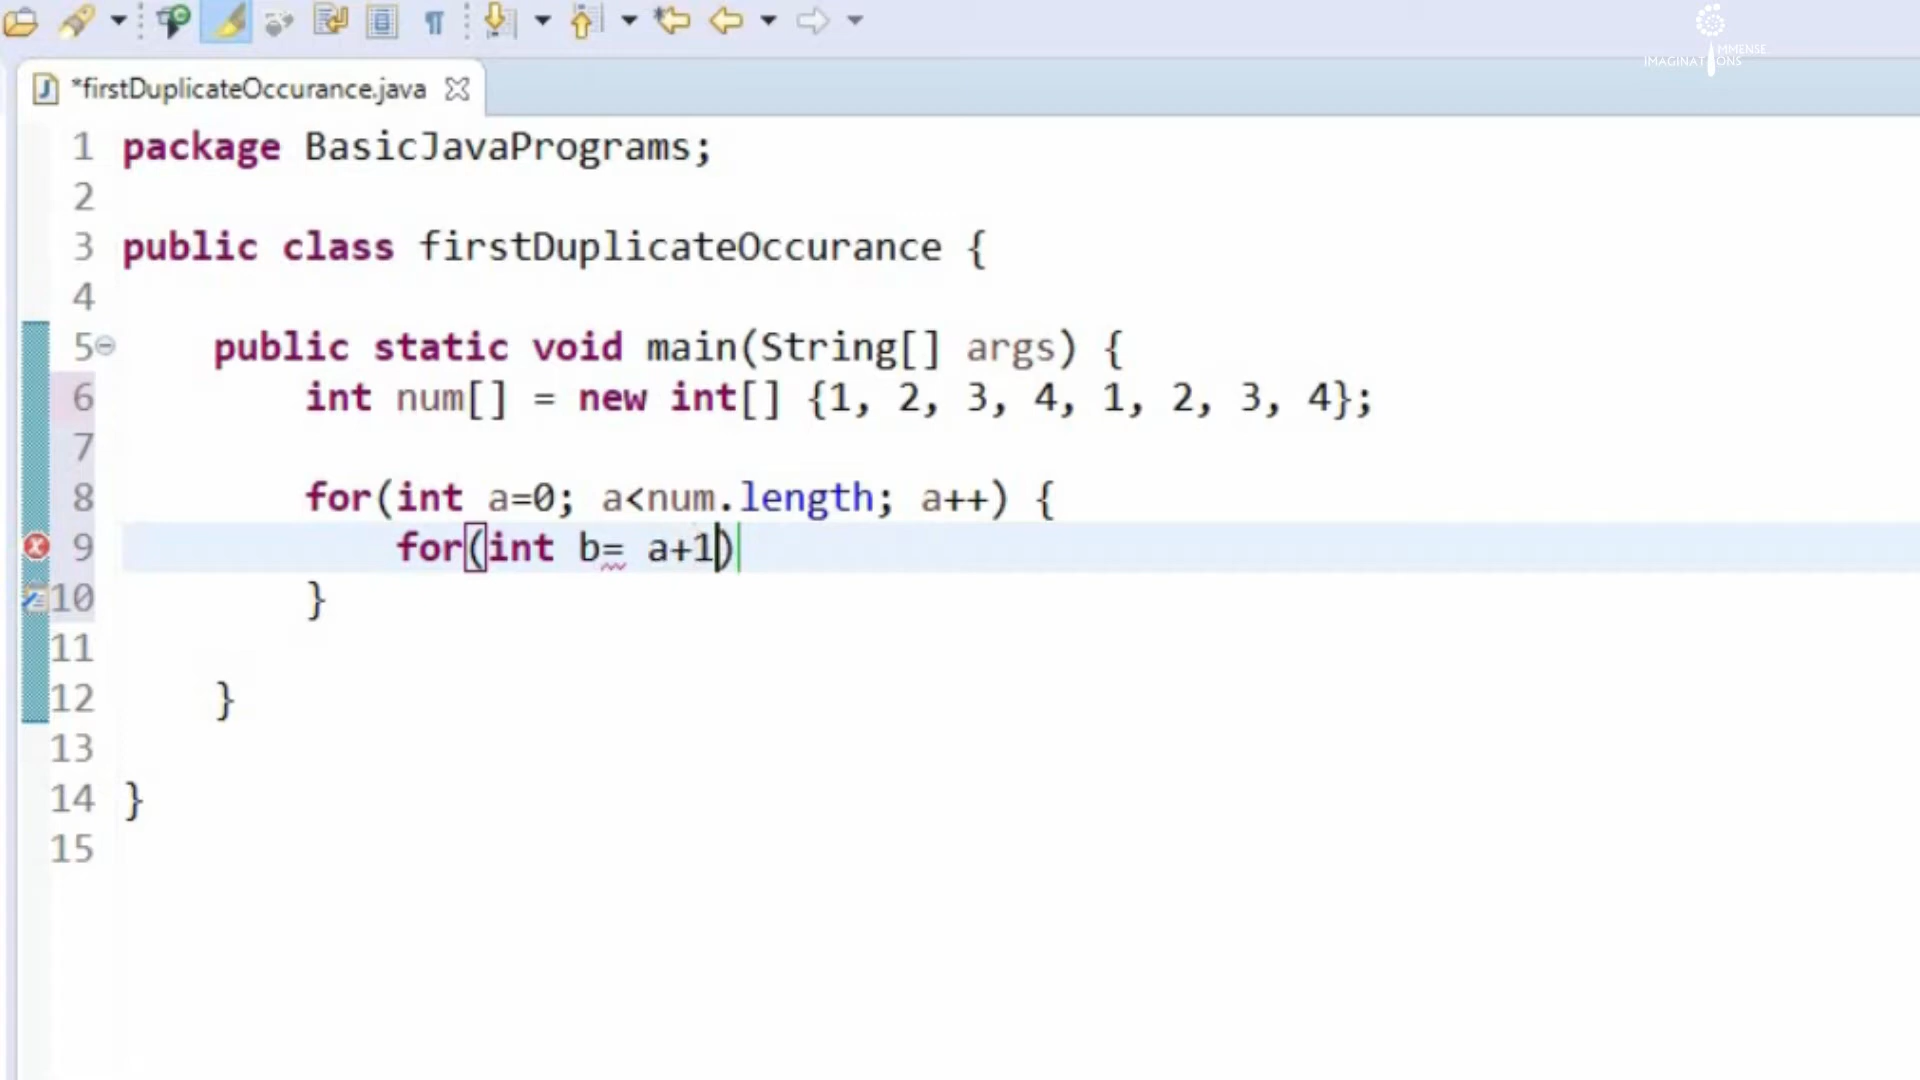 IMMENSE
IMAGINATIONS
*firstDuplicateOccurance.java
1 package BasicJavaPrograms;
2
3 public class firstDuplicateOccurance {
4
5 public static void main(String[] args) {
6 int num[] = new int[] {1, 2, 3, 4, 1, 2, 3, 4};
7
8 for(int a=0; a<num.length; a++) {
9 for(int b= a+1)
10 }
11
12 }
13
14 }
15